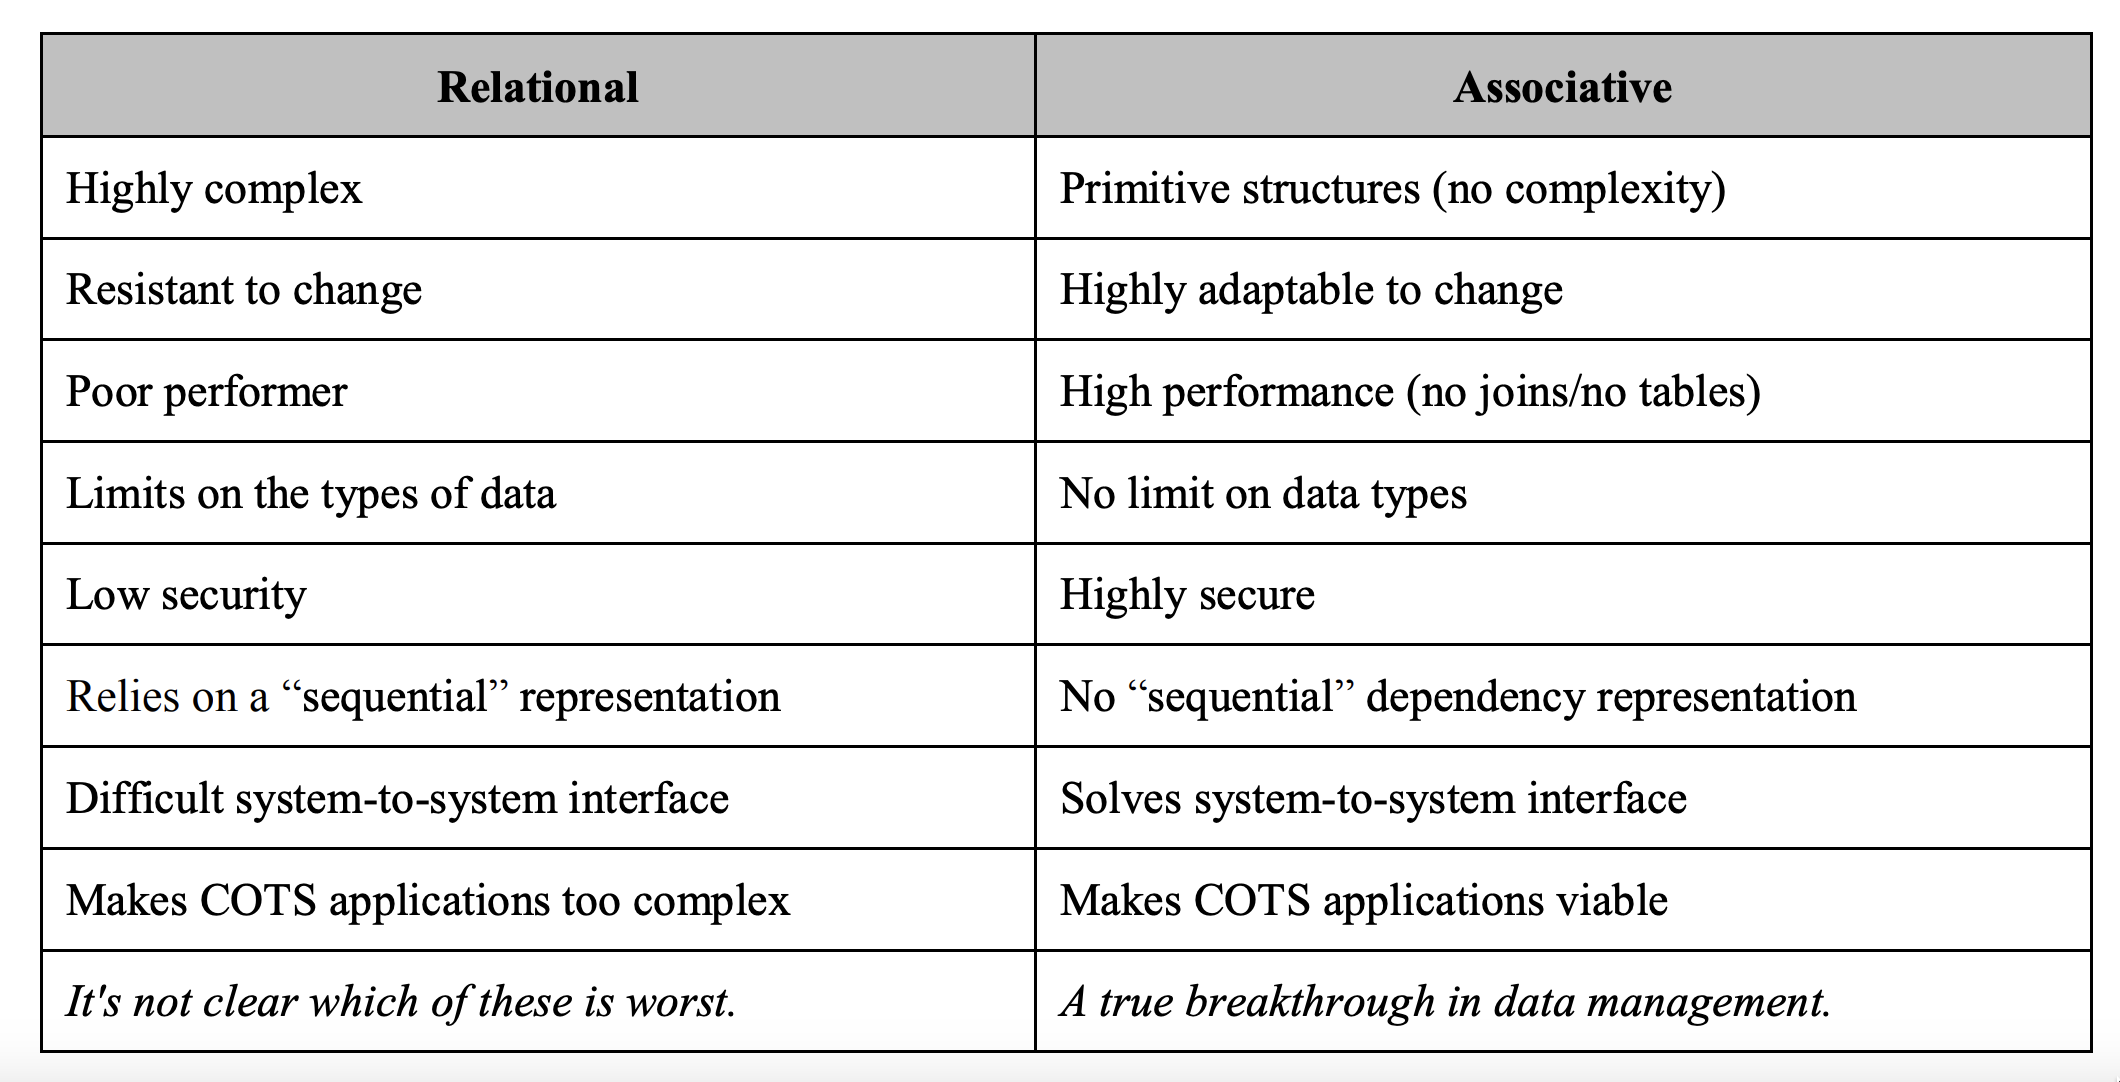 Relational Associative
Highly complex Primitive structures (no complexity)
Resistant to change Highly adaptable to change
Poor performer High performance (no joins/no tables)
Limits on the types of data No limit on data types
Low security Highly secure
Relies on a “sequential” representation No “sequential” dependency representation
Difficult system-to-system interface Solves system-to-system interface
Makes COTS applications too complex Makes COTS applications viable
It's not clear which of these is worst. A true breakthrough in data management.